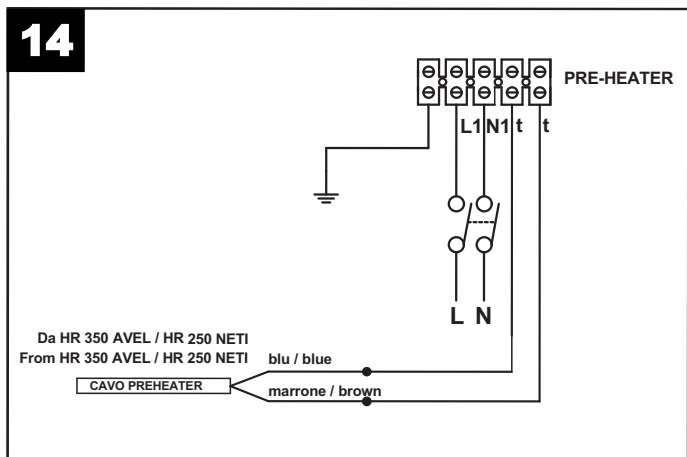 14
PRE-HEATER
L1 N1 t t
L N
Da HR 350 AVEL / HR 250 NETI
From HR 350 AVEL / HR 250 NETI
blu / blue
CAVO PREHEATER
marrone / brown